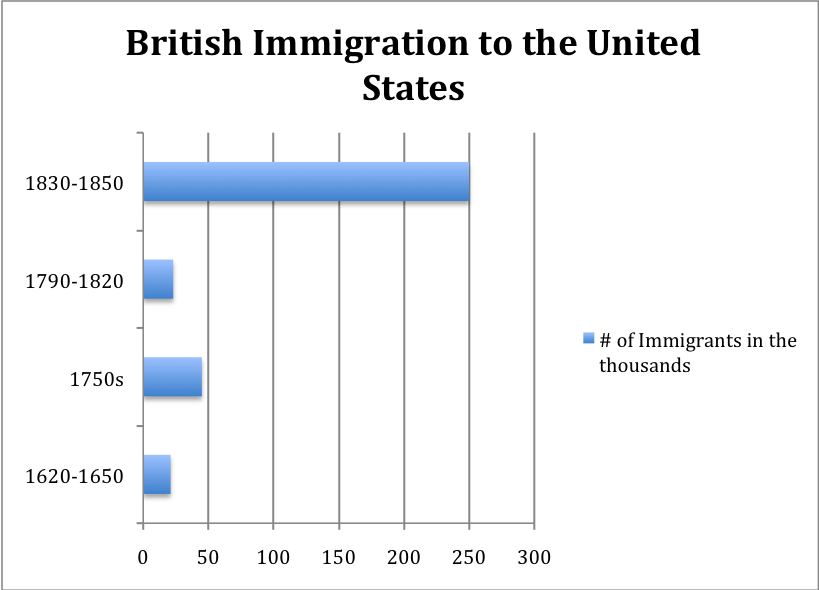 British Immigration to the United
States
1830-1850
1790-1820
1750s
1620-1650
0 50 100 150 200 250 300
# of Immigrants in the
thousands